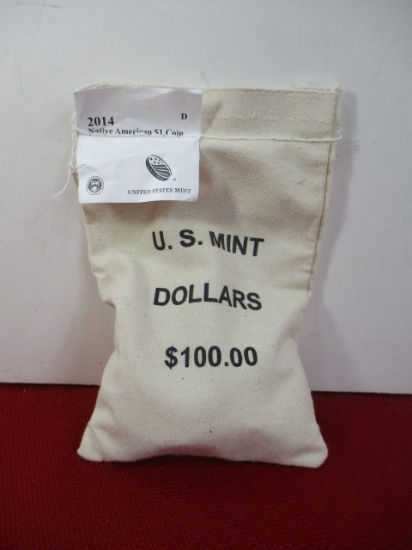 2014 D
Native American $1 Coin
UNITED STATES MINT
U. S. MINT
DOLLARS
$100.00